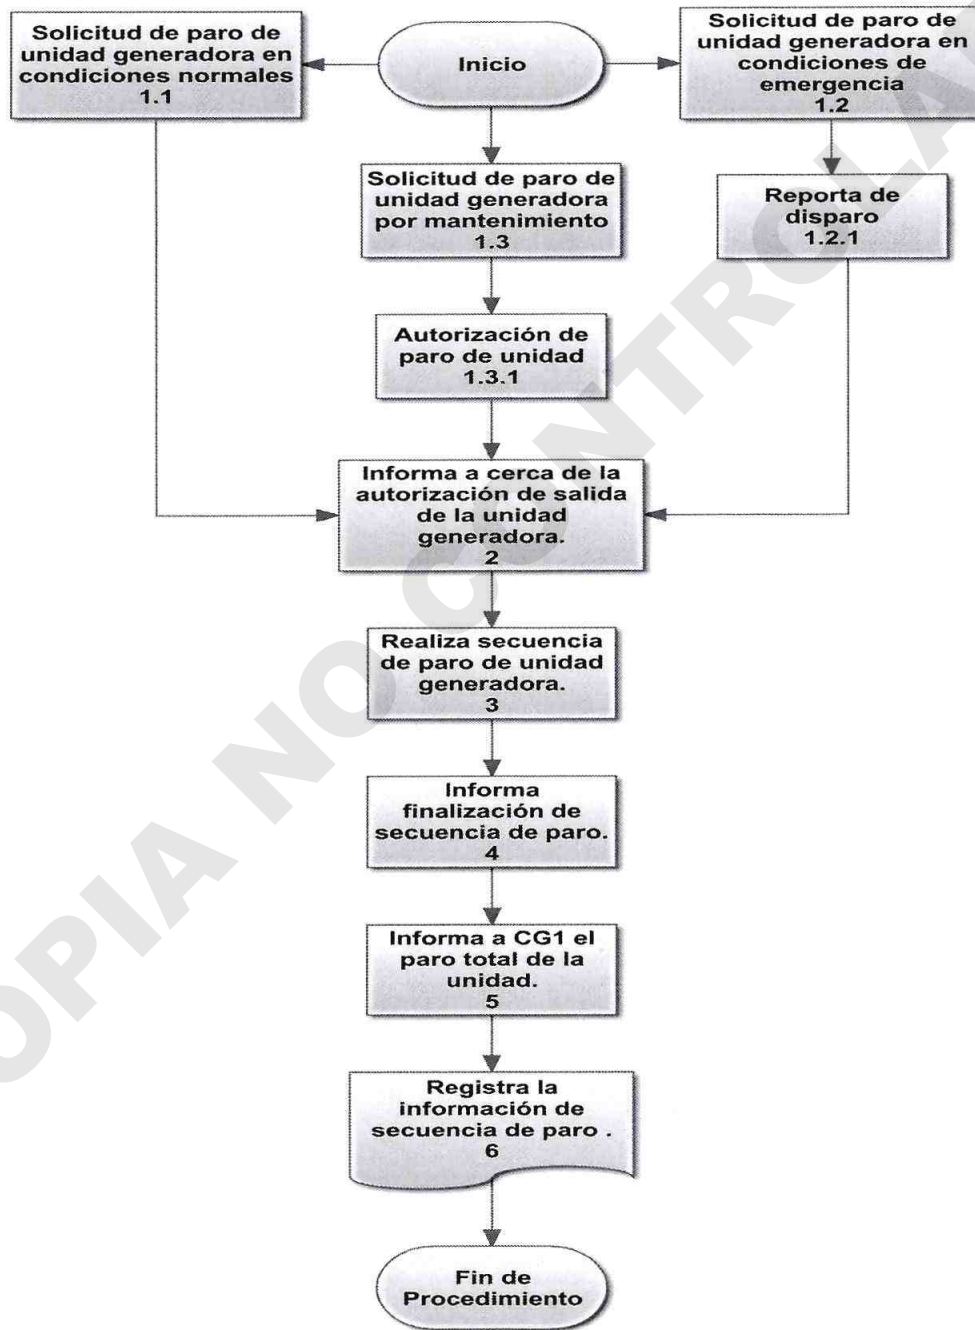 Solicitud de paro de
unidad generadora en
condiciones normales
1.1
Inicio
Solicitud de paro de
unidad generadora en
condiciones de
emergencia
1.2
Solicitud de paro de
unidad generadora
por mantenimiento
1.3
Reporta de
disparo
1.2.1
Autorización de
paro de unidad
1.3.1
Informa a cerca de la
autorización de salida
de la unidad
generadora.
2
Realiza secuencia
de paro de unidad
generadora.
3
Informa
finalización de
secuencia de paro.
4
Informa a CG1 el
paro total de la
unidad.
5
Registra la
información de
secuencia de paro .
6
Fin de
Procedimiento
OPIA NO CONTROLA